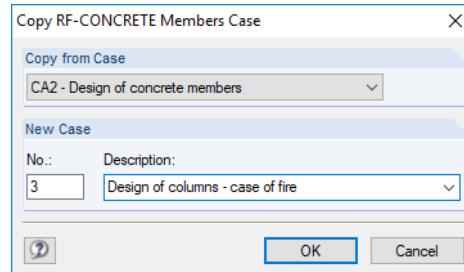 Copy RF-CONCRETE Members Case
Copy from Case
CA2 - Design of concrete members
New Case
No.: Description:
3 Design of columns - case of fire
OK Cancel